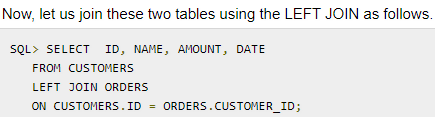 Now, let us join these two tables using the LEFT JOIN as follows.
SQL> SELECT  ID, NAME, AMOUNT, DATE
   FROM CUSTOMERS
   LEFT JOIN ORDERS
   ON CUSTOMERS.ID = ORDERS.CUSTOMER_ID;